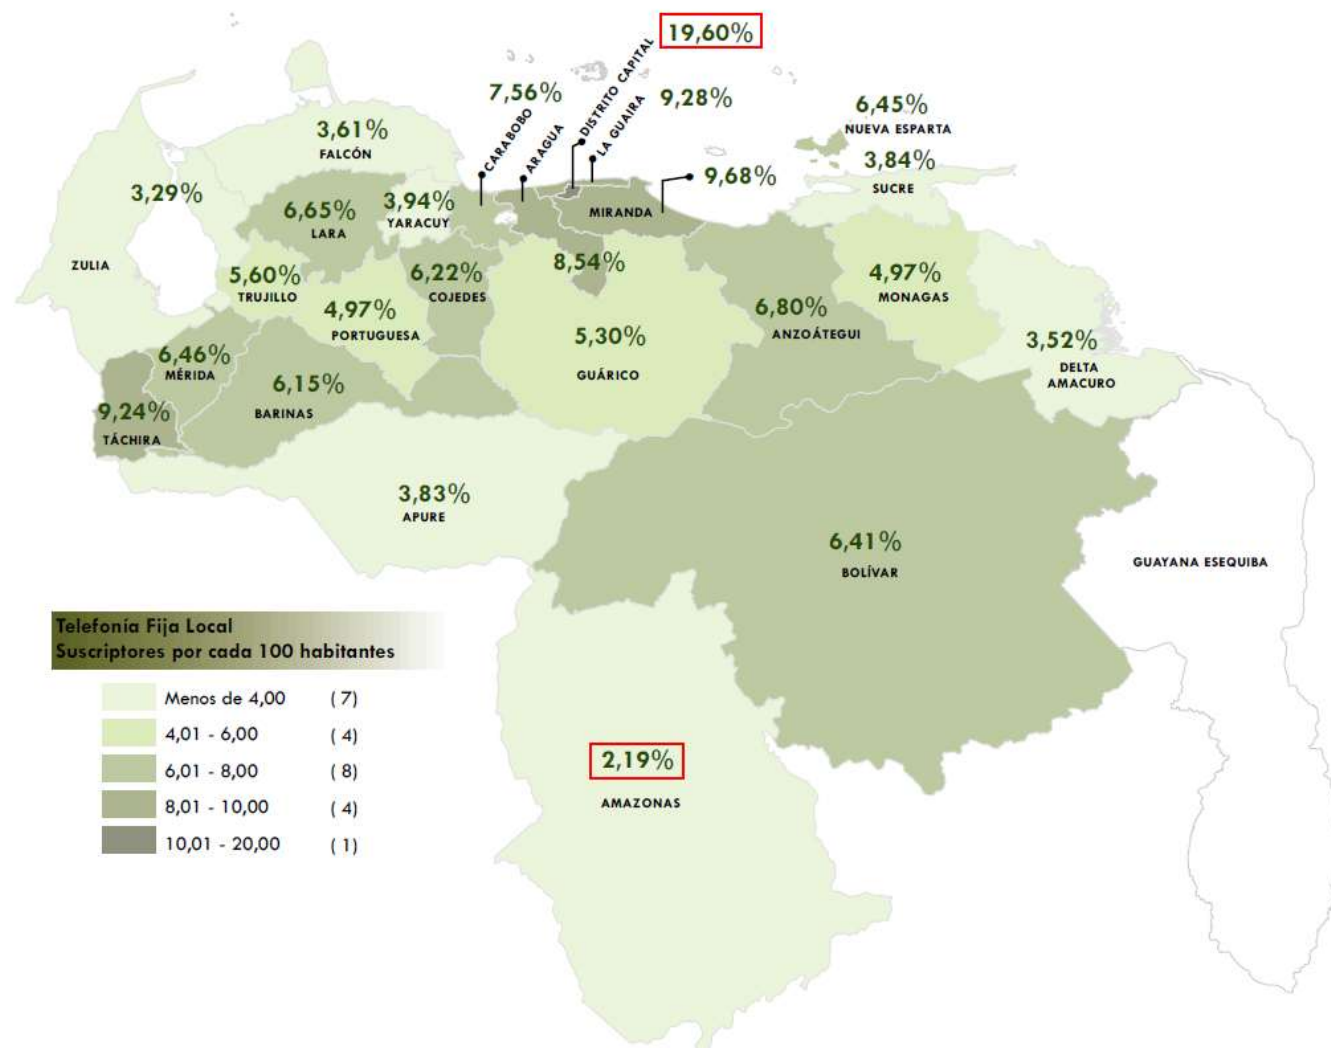 19,60%
DISTRITO CAPITAL
7,56%
CARABOBO
ARAGUA
LA GUAIRA
9,28%
6,45%
NUEVA ESPARTA
3,61%
FALCÓN
3,84%
SUCRE
3,29%
ZULIA
6,65%
LARA
3,94%
YARACUY
9,68%
MIRANDA
5,60%
TRUJILLO
4,97%
PORTUGUESA
6,22%
COJEDES
8,54%
5,30%
GUÁRICO
6,80%
ANZOÁTEGUI
4,97%
MONAGAS
3,52%
DELTA
AMACURO
6,46%
MÉRIDA
9,24%
TÁCHIRA
6,15%
BARINAS
3,83%
APURE
6,41%
BOLÍVAR
GUAYANA ESEQUIBA
2,19%
AMAZONAS
Telefonía Fija Local
Suscriptores por cada 100 habitantes
Menos de 4,00 ( 7)
4,01 - 6,00 ( 4)
6,01 - 8,00 ( 8)
8,01 - 10,00 ( 4)
10,01 - 20,00 ( 1)